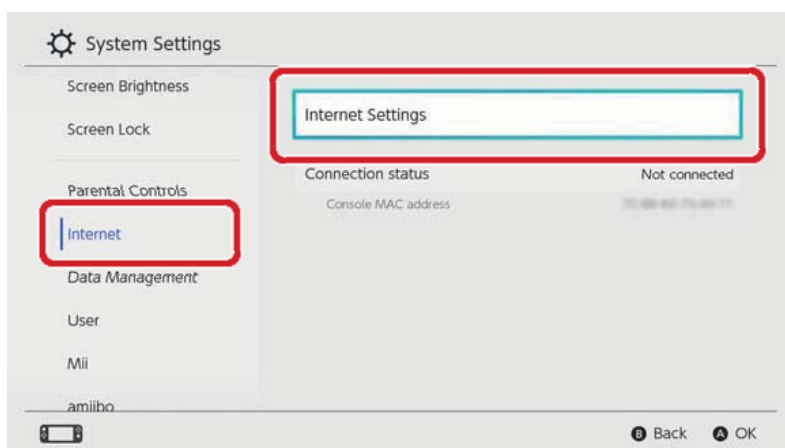 System Settings
Screen Brightness
Screen Lock
Parental Controls
Internet
Data Management
User
Mii
amiibo
Internet Settings
Connection status Not connected
Console MAC address
B Back A OK